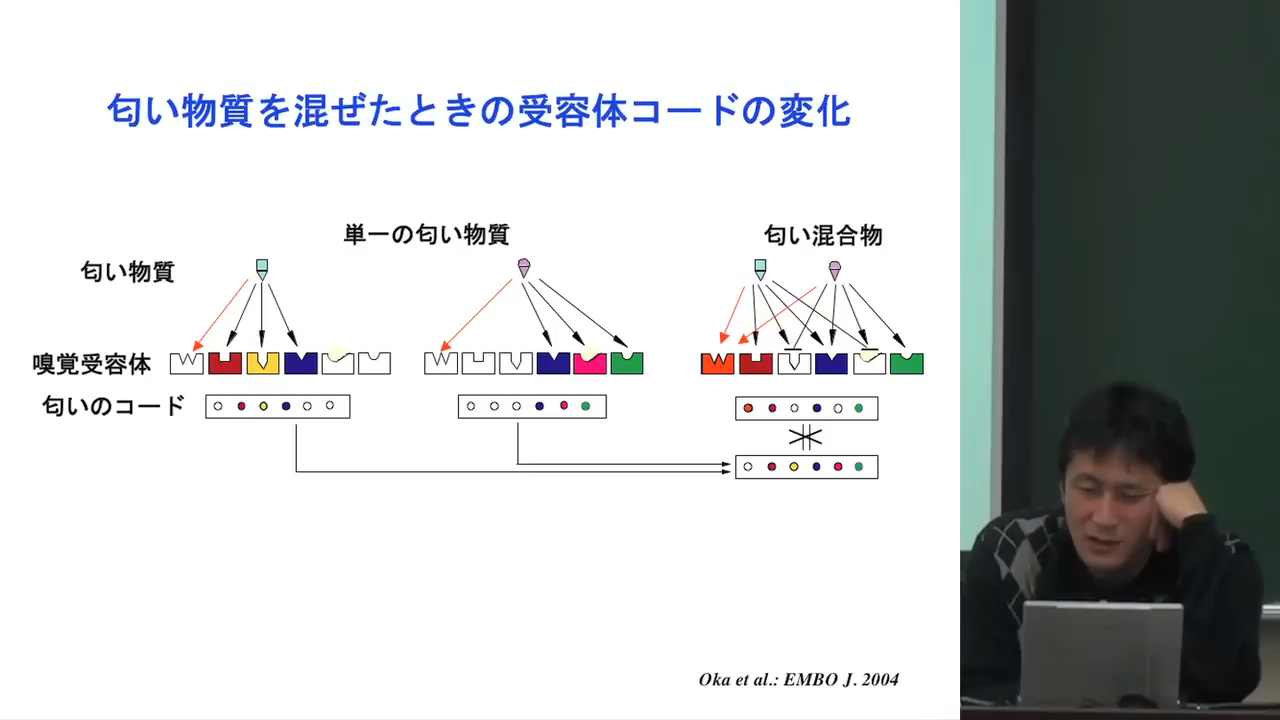 匂い物質を混ぜたときの受容体コードの変化
単一の匂い物質
匂い混合物
匂い物質
嗅覚受容体
匂いのコード
Oka et al.: EMBO J. 2004